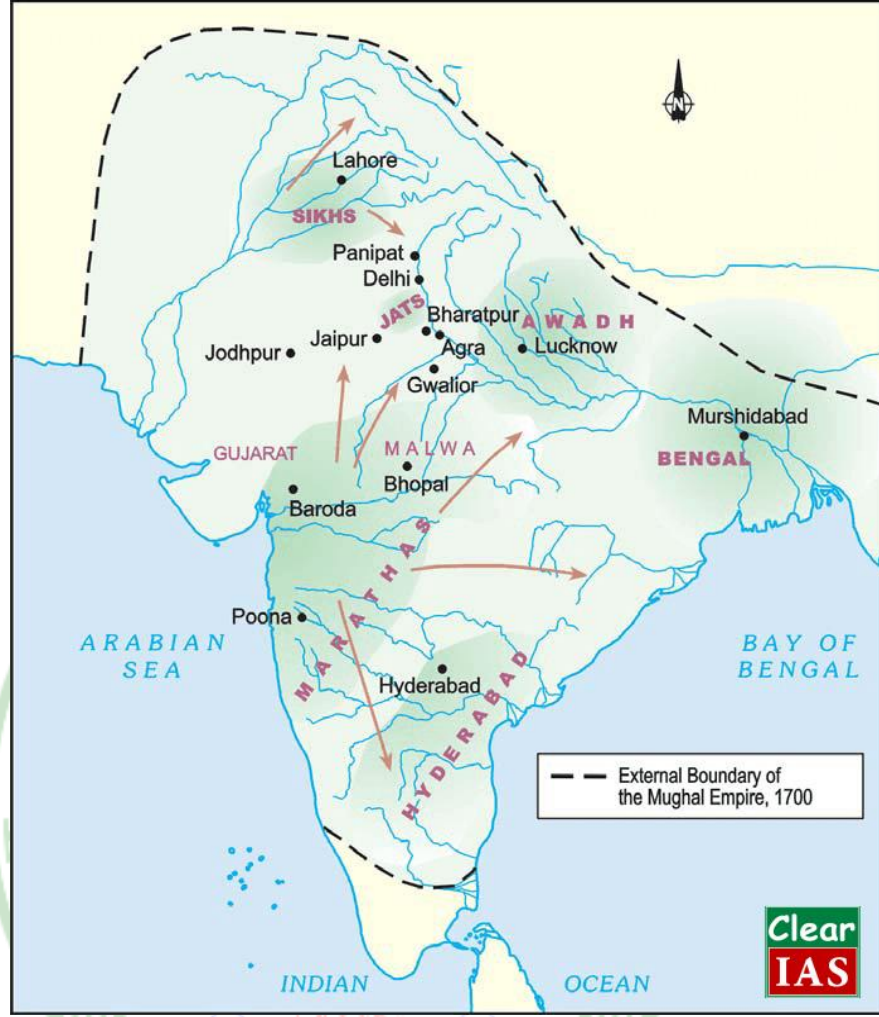 N
Lahore
SIKHS
Panipat
Delhi
JATS
Bharatpur
AWADH
Jodhpur
Jaipur
Agra
Lucknow
Gwalior
Murshidabad
GUJARAT
MALWA
BENGAL
Bhopal
Baroda
MARATHAS
Poona
ARABIAN
SEA
BAY OF
BENGAL
Hyderabad
HYDERABAD
External Boundary of
the Mughal Empire, 1700
Clear
IAS
INDIAN OCEAN